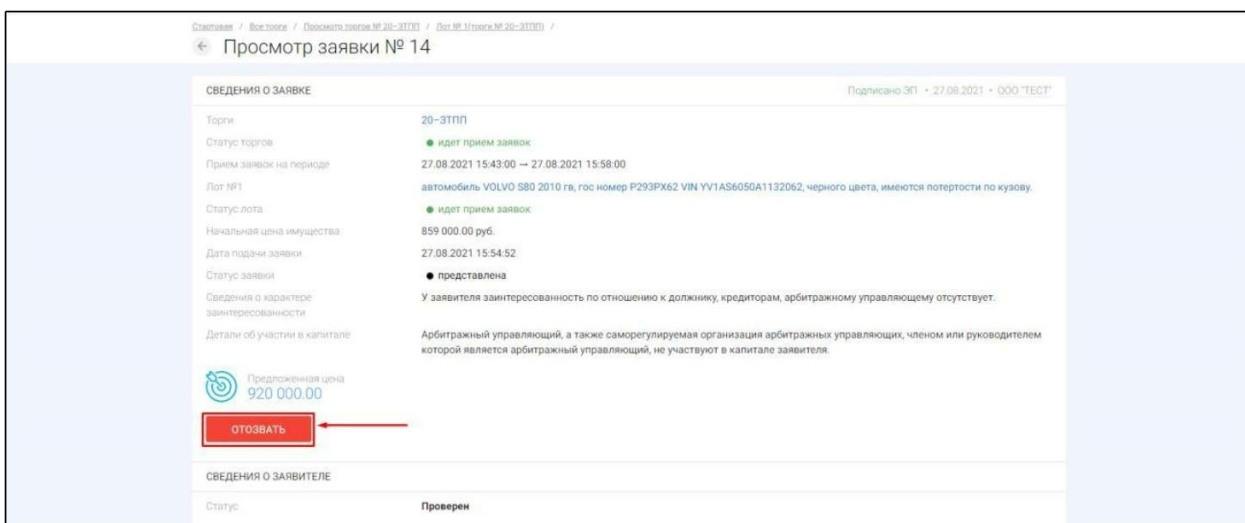 Стартовая / Все торги / Просмотр торгов № 20-ЗТПП / Лот № 1(торги № 20-ЗТПП) /
← Просмотр заявки № 14
СВЕДЕНИЯ О ЗАЯВКЕ Подписано ЭП • 27.08.2021 • ООО "ТЕСТ"
Торги 20-ЗТПП
Статус торгов ● идет прием заявок
Прием заявок на периоде 27.08.2021 15:43:00 → 27.08.2021 15:58:00
Лот №1 автомобиль VOLVO S80 2010 гв, гос номер Р293РХ62 VIN YV1AS6050A1132062, черного цвета, имеются потертости по кузову.
Статус лота ● идет прием заявок
Начальная цена имущества 859 000.00 руб.
Дата подачи заявки 27.08.2021 15:54:52
Статус заявки ● представлена
Сведения о характере У заявителя заинтересованность по отношению к должнику, кредиторам, арбитражному управляющему отсутствует.
заинтересованности
Детали об участии в капитале Арбитражный управляющий, а также саморегулируемая организация арбитражных управляющих, членом или руководителем
которой является арбитражный управляющий, не участвуют в капитале заявителя.
Предложенная цена
920 000.00
ОТОЗВАТЬ
СВЕДЕНИЯ О ЗАЯВИТЕЛЕ
Статус Проверен